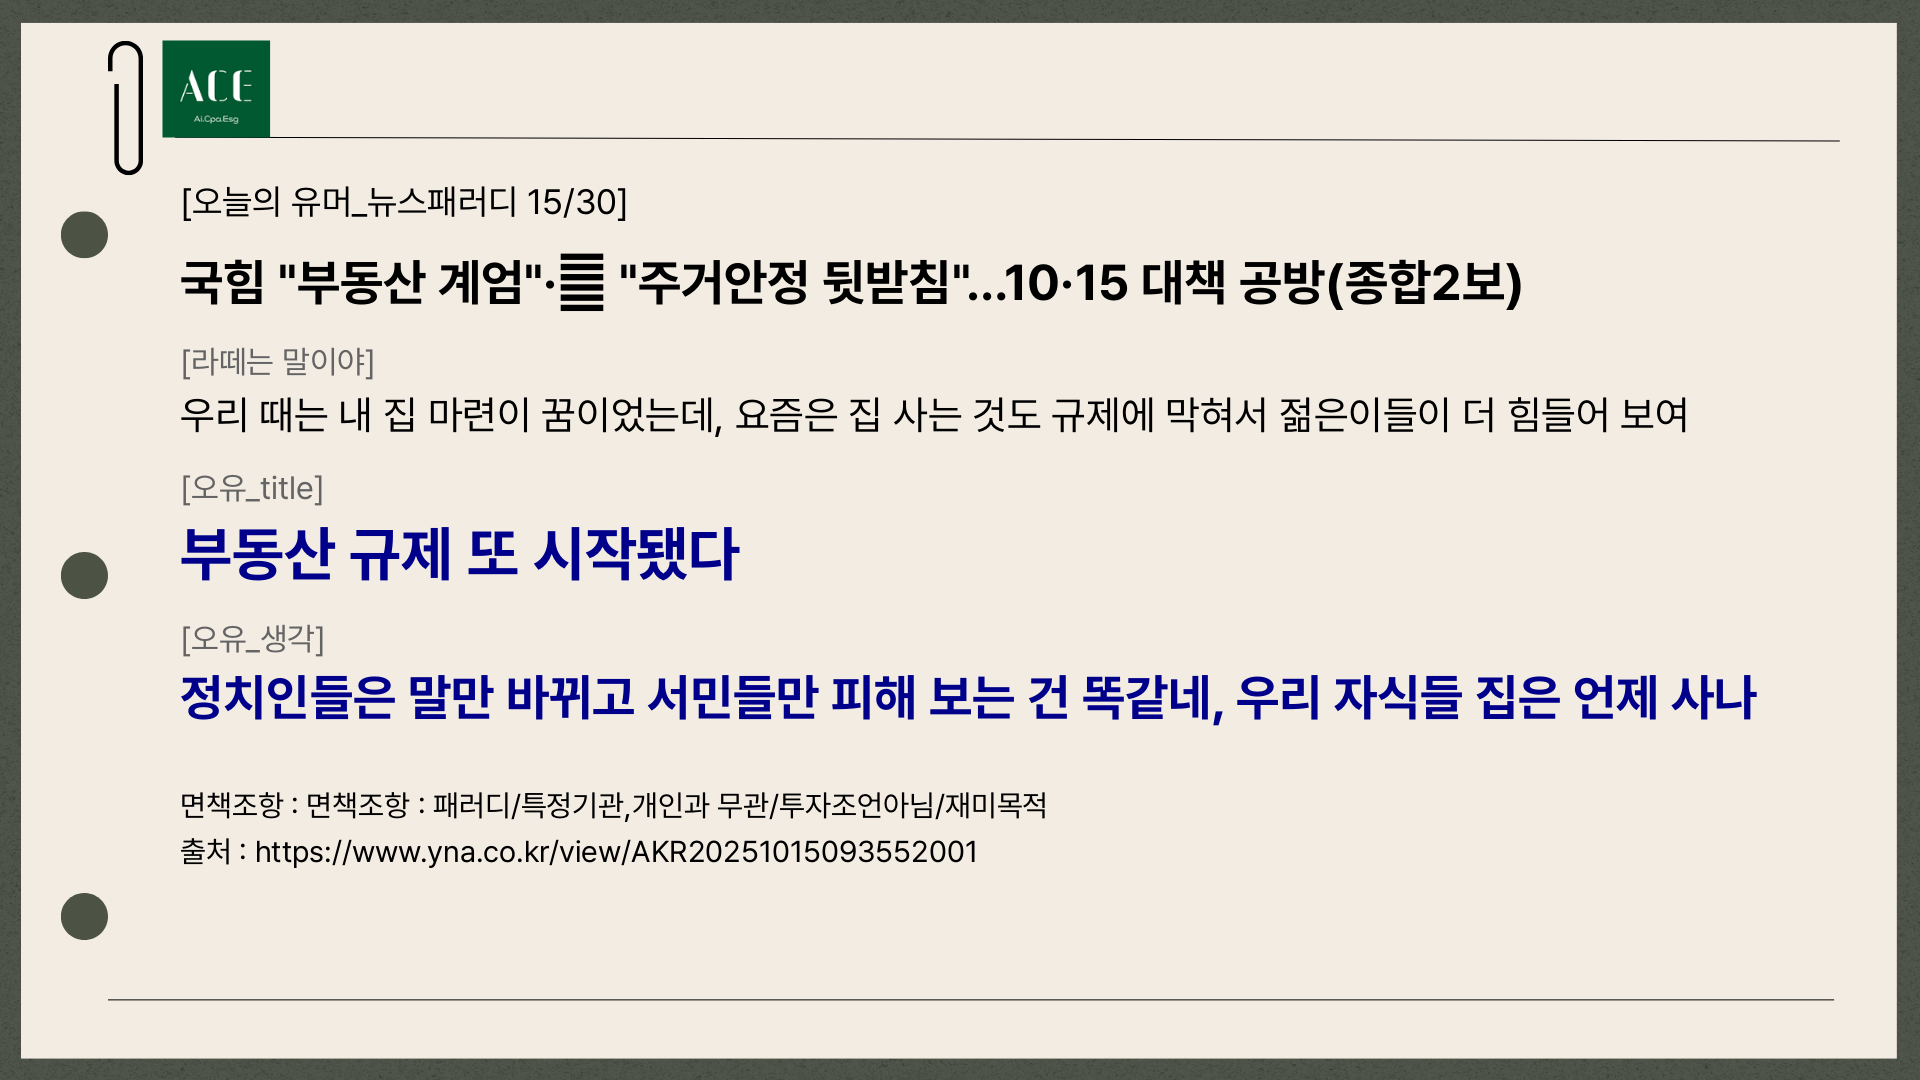 ACE
Ai.Cpa.Esg
[오늘의 유머_뉴스패러디 15/30]
국힘 "부동산 계엄"· "주거안정 뒷받침"...10·15 대책 공방(종합2보)
[라떼는 말이야]
우리 때는 내 집 마련이 꿈이었는데, 요즘은 집 사는 것도 규제에 막혀서 젊은이들이 더 힘들어 보여
[오유_title]
부동산 규제 또 시작됐다
[오유_생각]
정치인들은 말만 바뀌고 서민들만 피해 보는 건 똑같네, 우리 자식들 집은 언제 사나
면책조항 : 면책조항 : 패러디/특정기관,개인과 무관/투자조언아님/재미목적
출처 : https://www.yna.co.kr/view/AKR20251015093552001